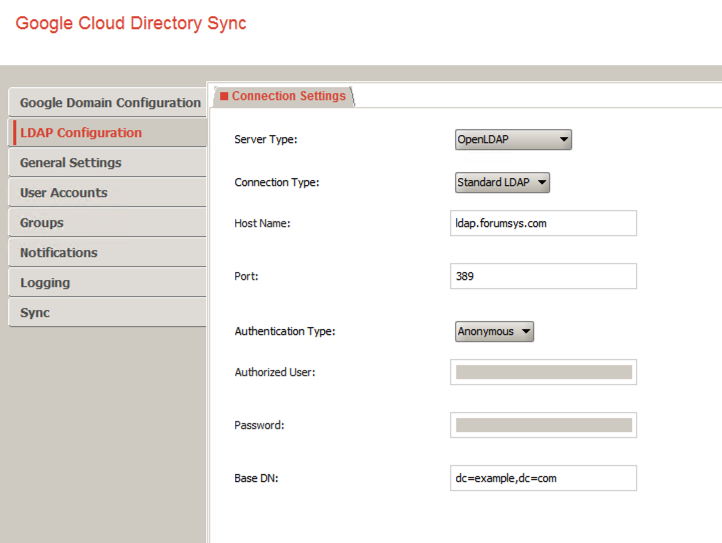 Google Cloud Directory Sync
Connection Settings
Google Domain Configuration
LDAP Configuration
General Settings
User Accounts
Groups
Notifications
Logging
Sync
Server Type: OpenLDAP
Connection Type: Standard LDAP
Host Name: ldap.forumsys.com
Port: 389
Authentication Type: Anonymous
Authorized User:
Password:
Base DN: dc=example,dc=com